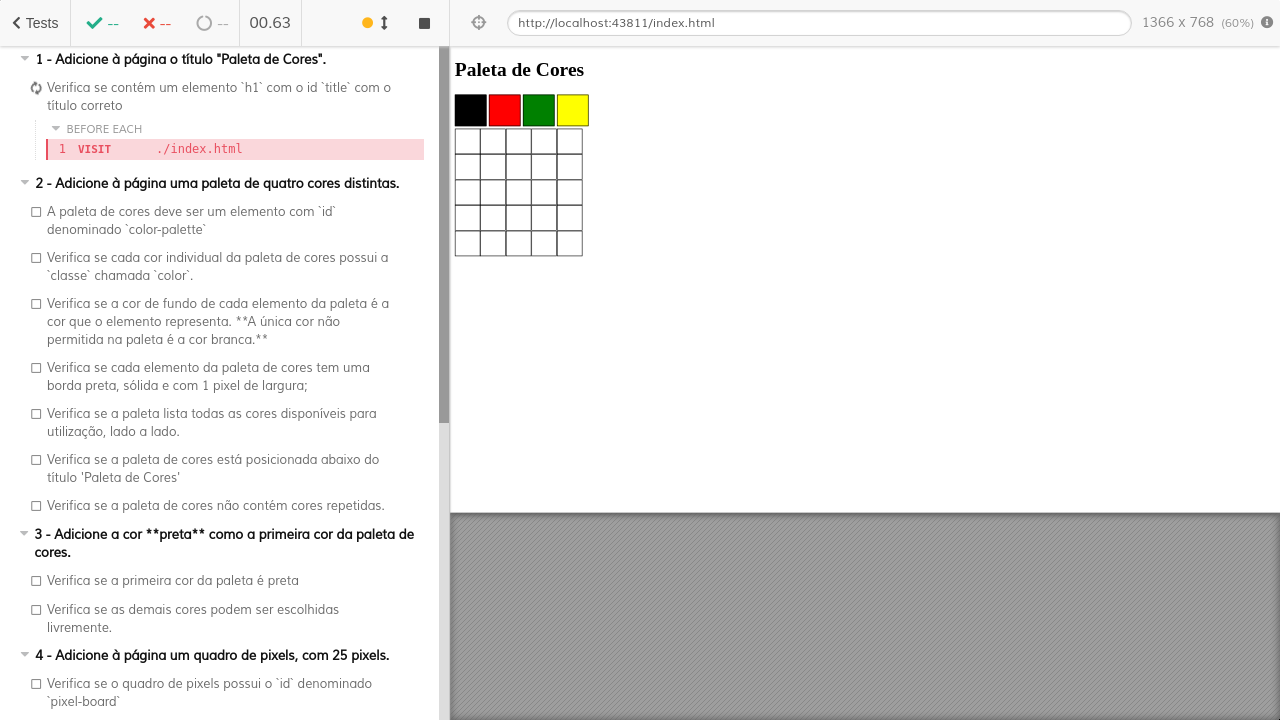 Tests -- -- -- 00.63 http://localhost:43811/index.html 1366 x 768 (60%)
1 - Adicione à página o título "Paleta de Cores".
Verifica se contém um elemento `h1` com o id `title` com o
título correto
BEFORE EACH
1 VISIT ./index.html
2 - Adicione à página uma paleta de quatro cores distintas.
A paleta de cores deve ser um elemento com `id`
denominado `color-palette`
Verifica se cada cor individual da paleta de cores possui a
`classe` chamada `color`.
Verifica se a cor de fundo de cada elemento da paleta é a
cor que o elemento representa. **A única cor não
permitida na paleta é a cor branca.**
Verifica se cada elemento da paleta de cores tem uma
borda preta, sólida e com 1 pixel de largura;
Verifica se a paleta lista todas as cores disponíveis para
utilização, lado a lado.
Verifica se a paleta de cores está posicionada abaixo do
título 'Paleta de Cores'
Verifica se a paleta de cores não contém cores repetidas.
3 - Adicione a cor **preta** como a primeira cor da paleta de
cores.
Verifica se a primeira cor da paleta é preta
Verifica se as demais cores podem ser escolhidas
livremente.
4 - Adicione à página um quadro de pixels, com 25 pixels.
Verifica se o quadro de pixels possui o `id` denominado
`pixel-board`
Paleta de Cores